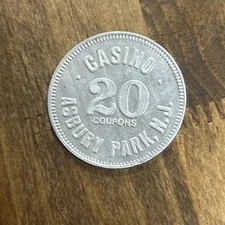 · CASINO ·
20
COUPONS
ASBURY PARK, N.J.